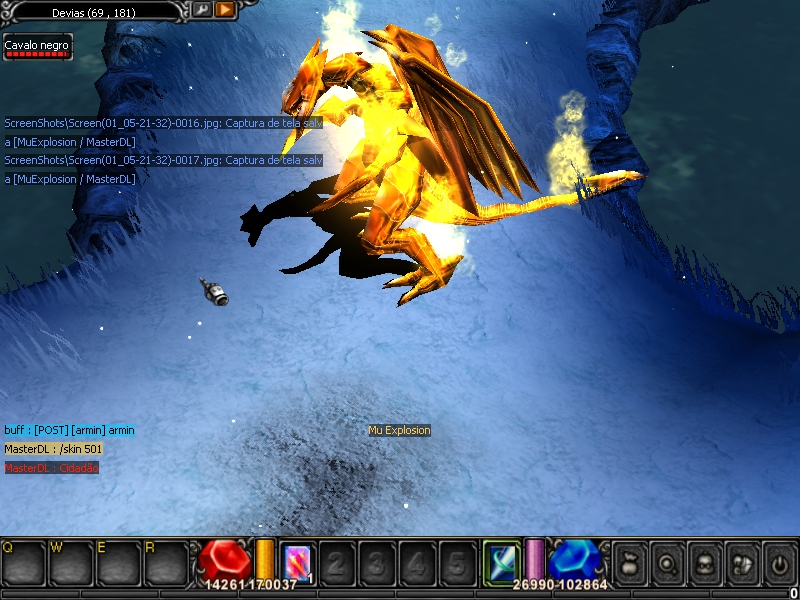 Devias (69 , 181)
Cavalo negro
ScreenShots\Screen(01_05-21-32)-0016.jpg: Captura de tela salv
a [MuExplosion / MasterDL]
ScreenShots\Screen(01_05-21-32)-0017.jpg: Captura de tela salv
a [MuExplosion / MasterDL]
buff : [POST] [armin] armin
Mu Explosion
MasterDL : /skin 501
MasterDL : Cidadão
Q W E R 1 2 3 4 5
26990 102864
0